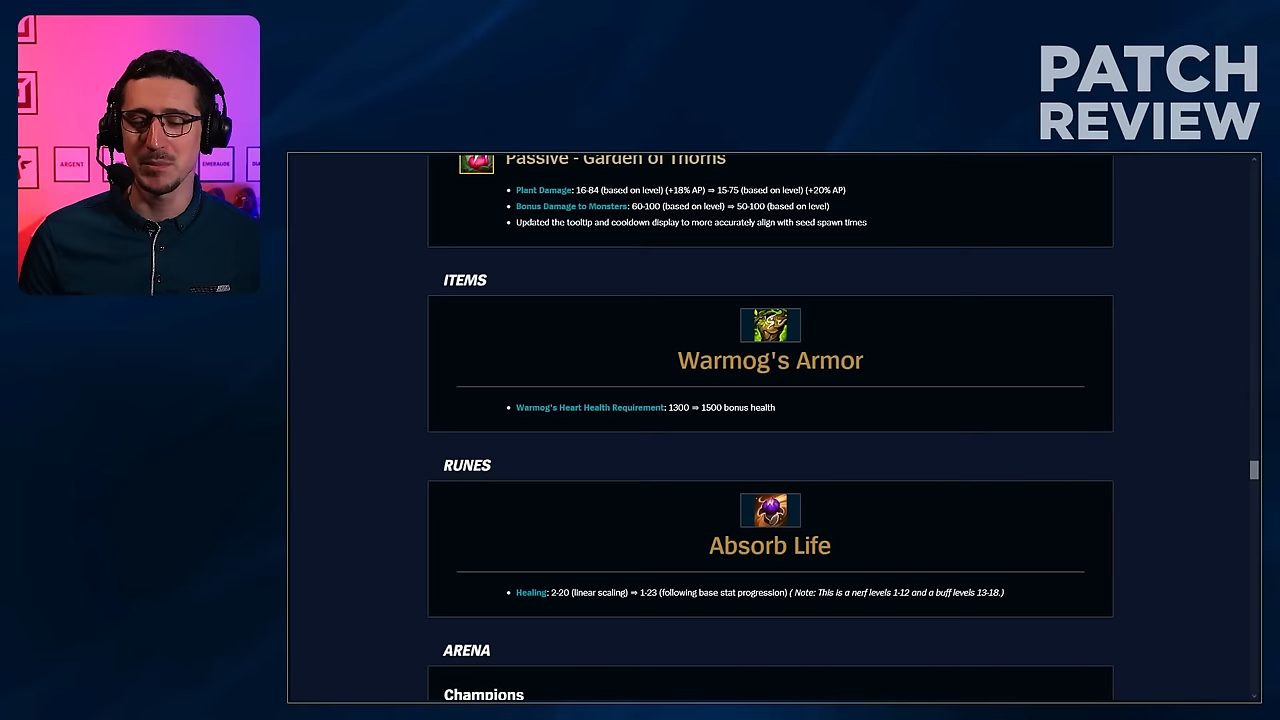 ARGENT
EMERAUDE
PATCH
REVIEW
Passive - Garden of Thorns
Plant Damage: 16-84 (based on level) (+18% AP) ⇒ 15-75 (based on level) (+20% AP)
Bonus Damage to Monsters: 60-100 (based on level) ⇒ 50-100 (based on level)
Updated the tooltip and cooldown display to more accurately align with seed spawn times
ITEMS
Warmog's Armor
Warmog's Heart Health Requirement: 1300 ⇒ 1500 bonus health
RUNES
Absorb Life
Healing: 2-20 (linear scaling) ⇒ 1-23 (following base stat progression) ( Note: This is a nerf levels 1-12 and a buff levels 13-18.)
ARENA
Champions